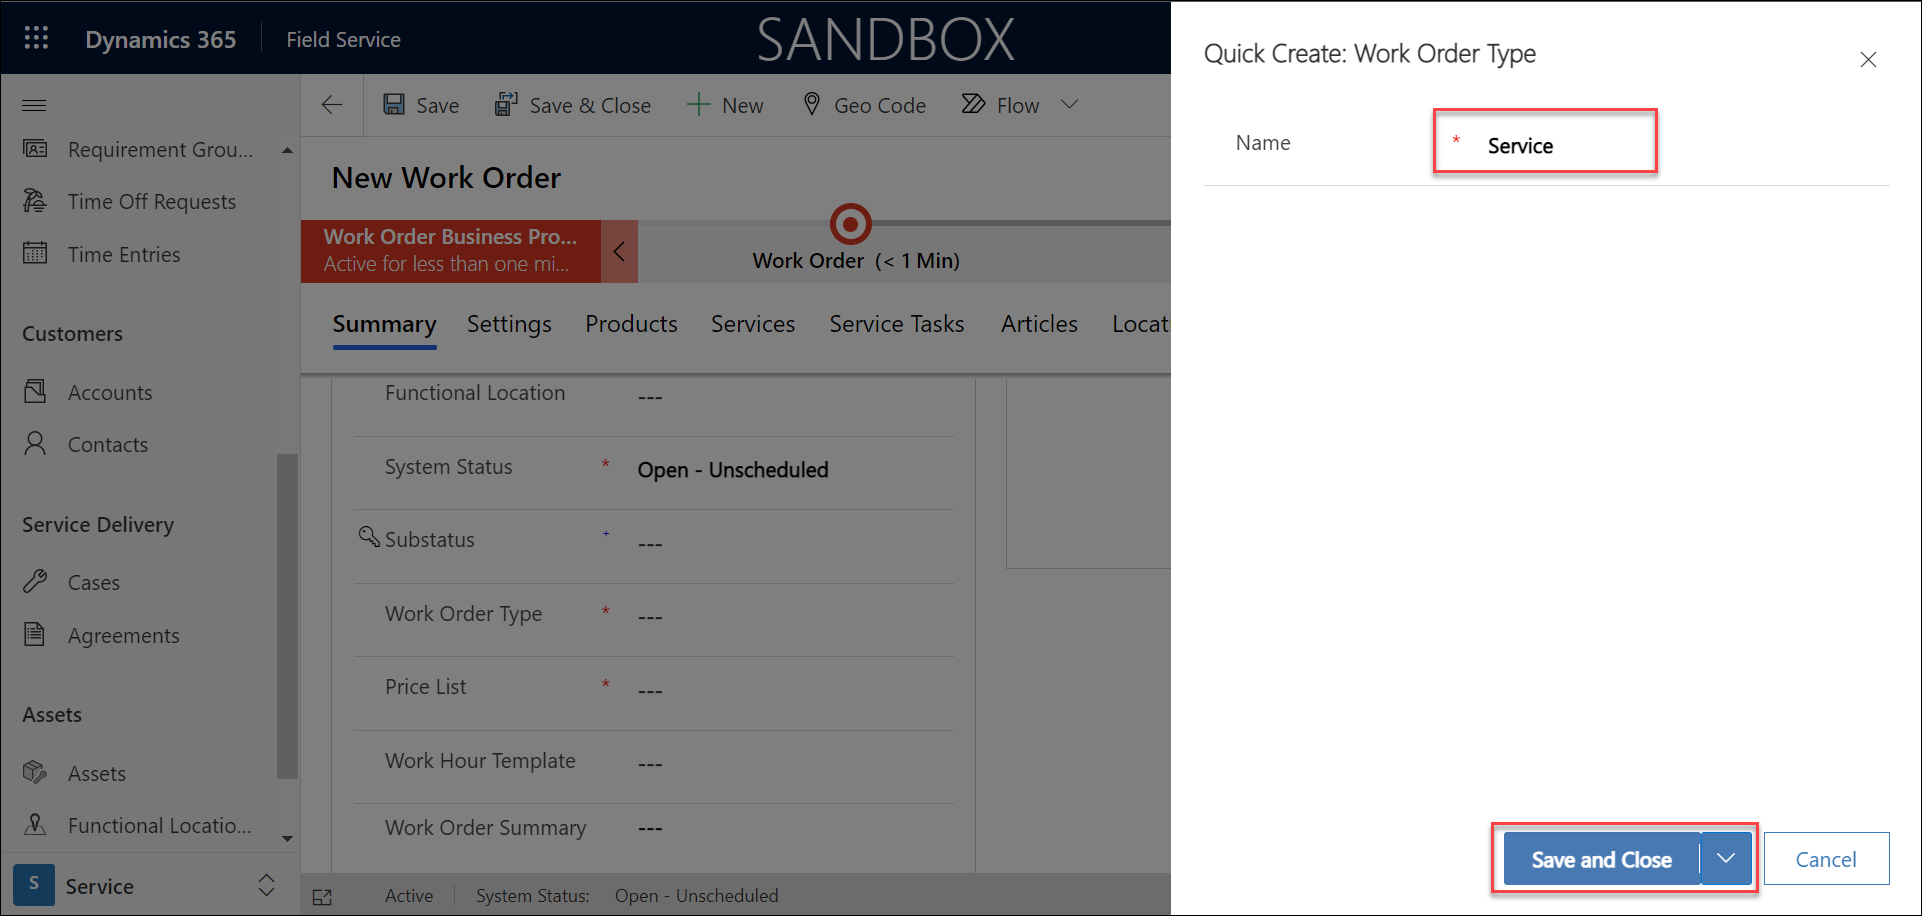 Dynamics 365
Field Service
SANDBOX
Save
Save & Close
New
Geo Code
Flow
Requirement Grou...
Time Off Requests
Time Entries
Customers
Accounts
Contacts
Service Delivery
Cases
Agreements
Assets
Assets
Functional Locatio...
S
Service
New Work Order
Work Order Business Pro...
Active for less than one mi...
Work Order (< 1 Min)
Summary
Settings
Products
Services
Service Tasks
Articles
Locat
Functional Location ---
System Status * Open - Unscheduled
Substatus + ---
Work Order Type * ---
Price List * ---
Work Hour Template ---
Work Order Summary ---
Active
System Status: Open - Unscheduled
Quick Create: Work Order Type
Name * Service
Save and Close
Cancel